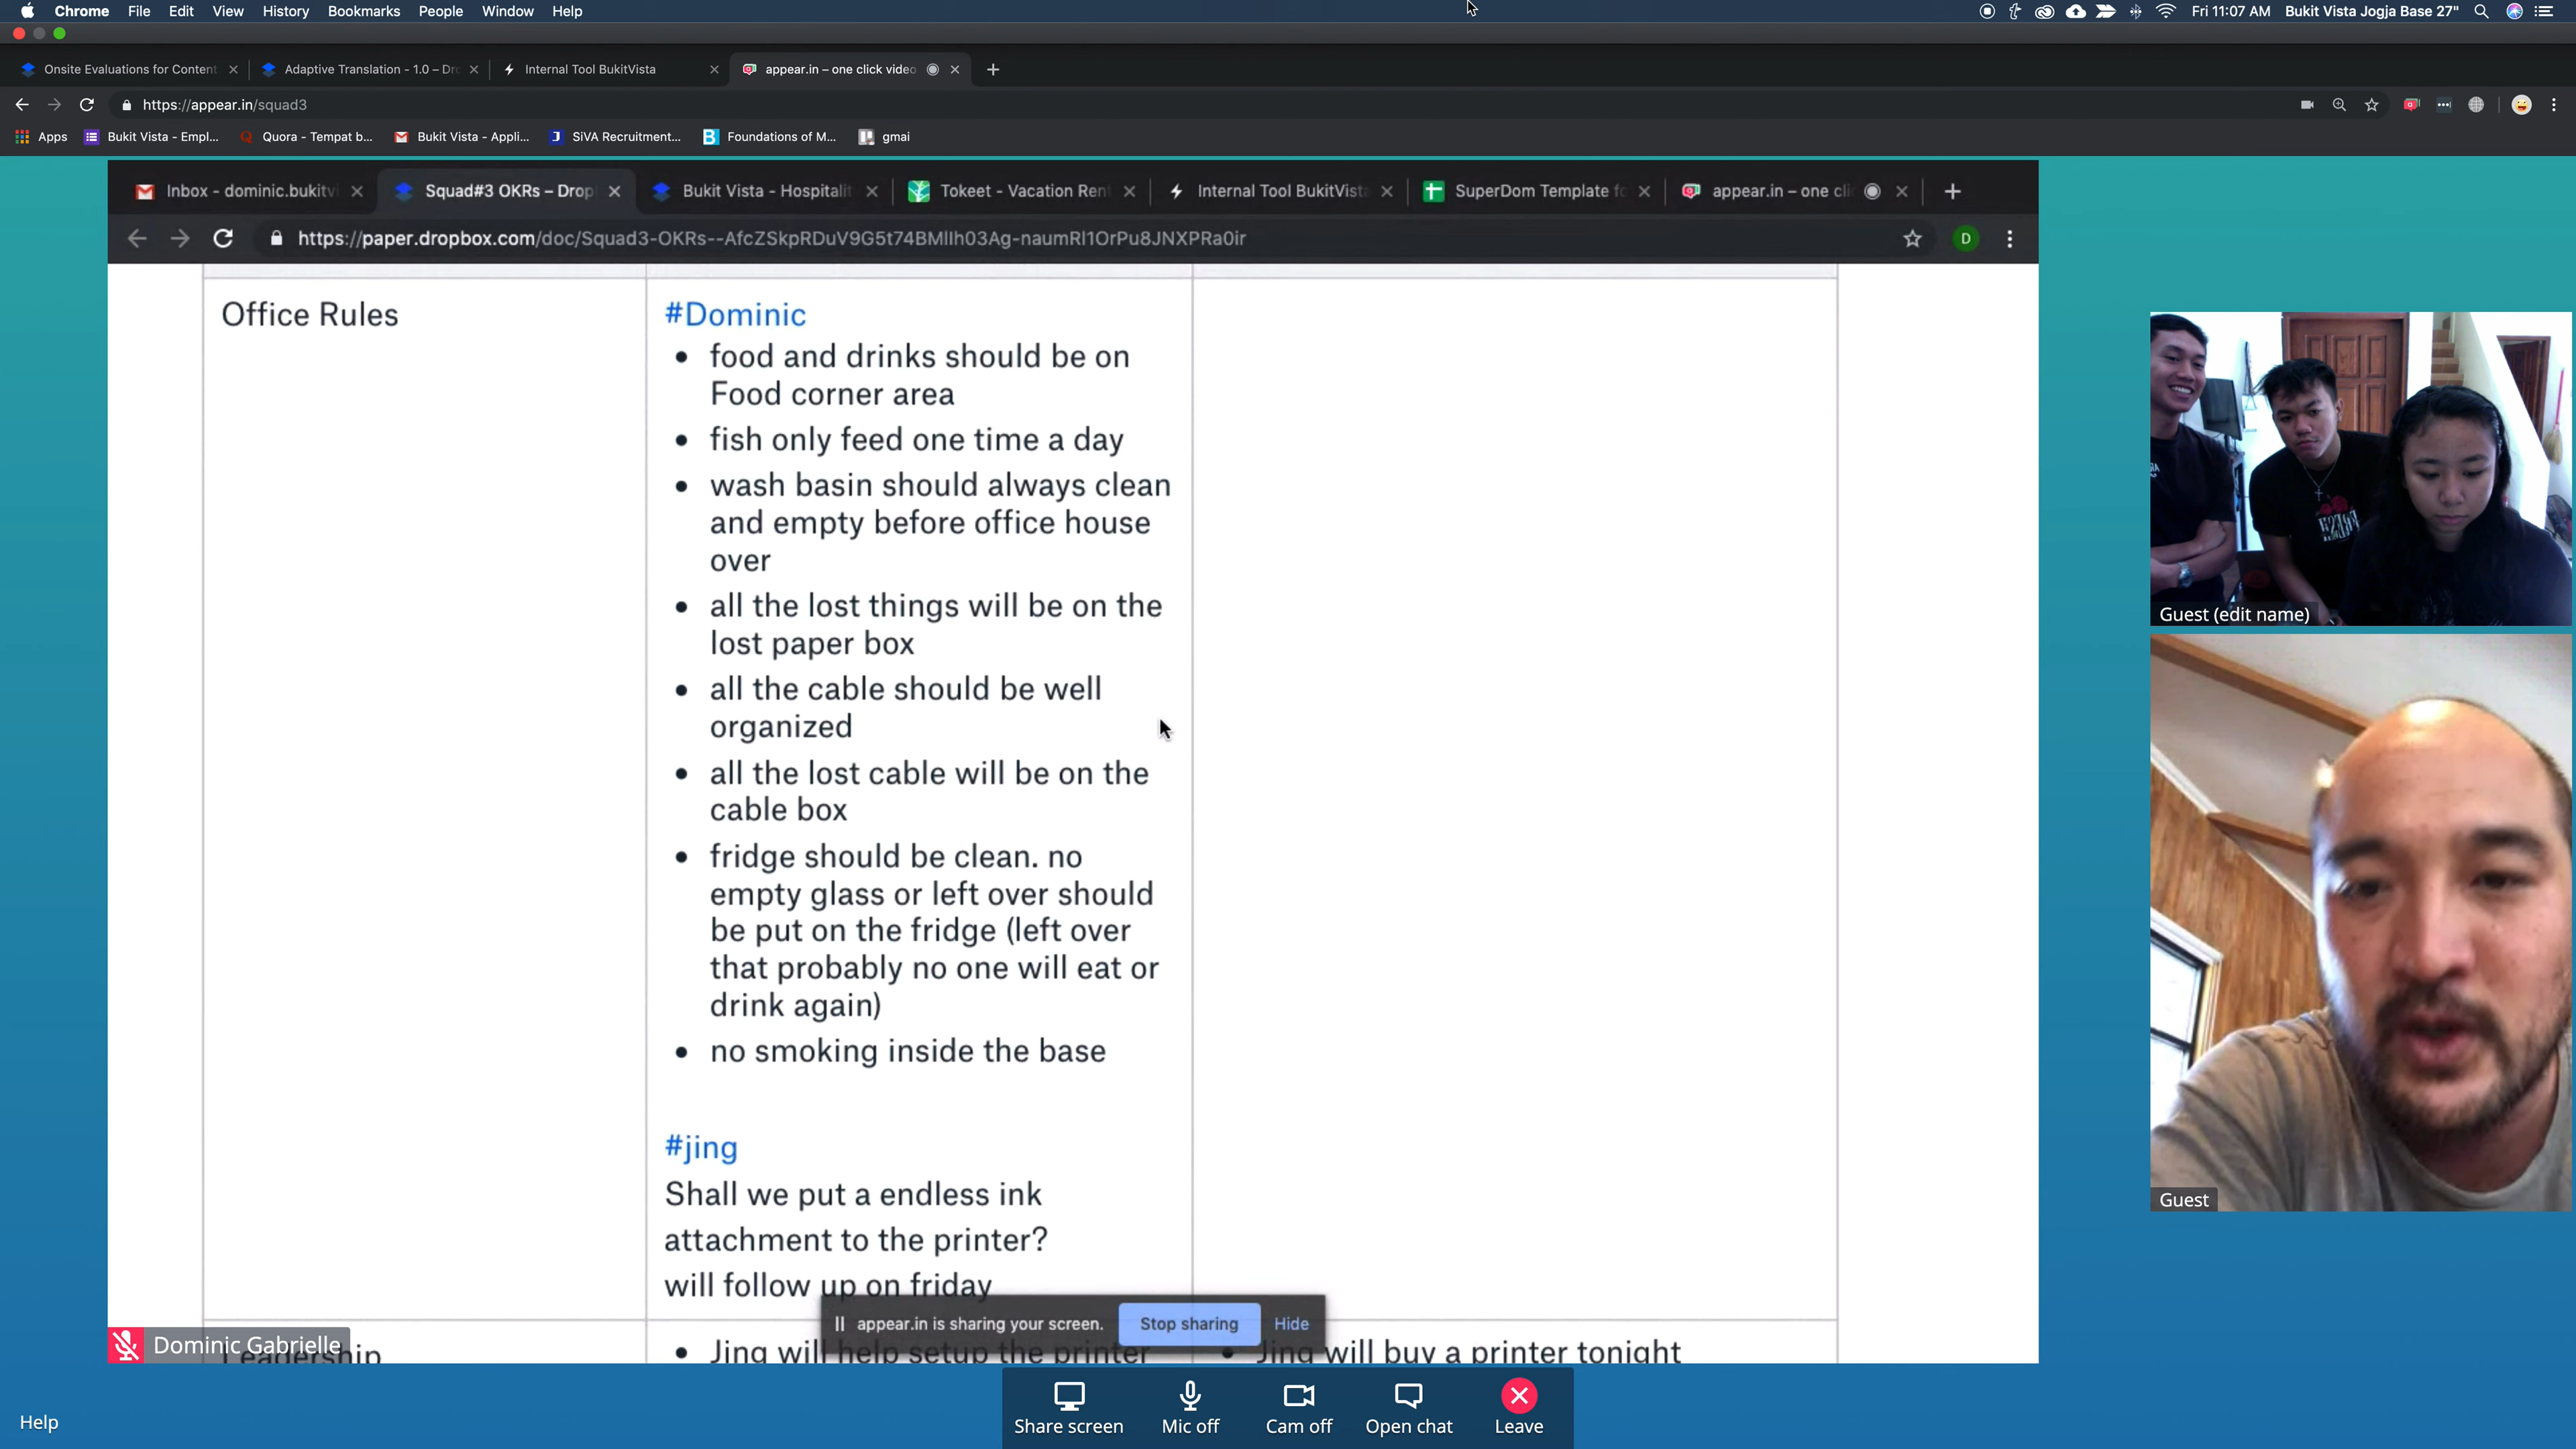 Chrome File Edit View History Bookmarks People Window Help
Fri 11:07 AM Bukit Vista Jogja Base 27"
Onsite Evaluations for Content
Adaptive Translation - 1.0 – Dr
Internal Tool BukitVista
appear.in – one click video
https://appear.in/squad3
Apps
Bukit Vista - Empl...
Quora - Tempat b...
Bukit Vista - Appli...
SiVA Recruitment...
Foundations of M...
gmai
Inbox - dominic.bukitvi
Squad#3 OKRs – Drop
Bukit Vista - Hospitalit
Tokeet - Vacation Ren
Internal Tool BukitVista
SuperDom Template fo
appear.in – one cli
https://paper.dropbox.com/doc/Squad3-OKRs--AfcZSkpRDuV9G5t74BMlIh03Ag-naumRl1OrPu8JNXPRa0ir
D
Office Rules
#Dominic
• food and drinks should be on
Food corner area
• fish only feed one time a day
• wash basin should always clean
and empty before office house
over
• all the lost things will be on the
lost paper box
• all the cable should be well
organized
• all the lost cable will be on the
cable box
• fridge should be clean. no
empty glass or left over should
be put on the fridge (left over
that probably no one will eat or
drink again)
• no smoking inside the base
#jing
Shall we put a endless ink
attachment to the printer?
will follow up on friday
appear.in is sharing your screen.
Stop sharing
Hide
Leadership
• Jing will help setup the printer
• Jing will buy a printer tonight
Dominic Gabrielle
Guest (edit name)
Guest
Help
Share screen
Mic off
Cam off
Open chat
Leave